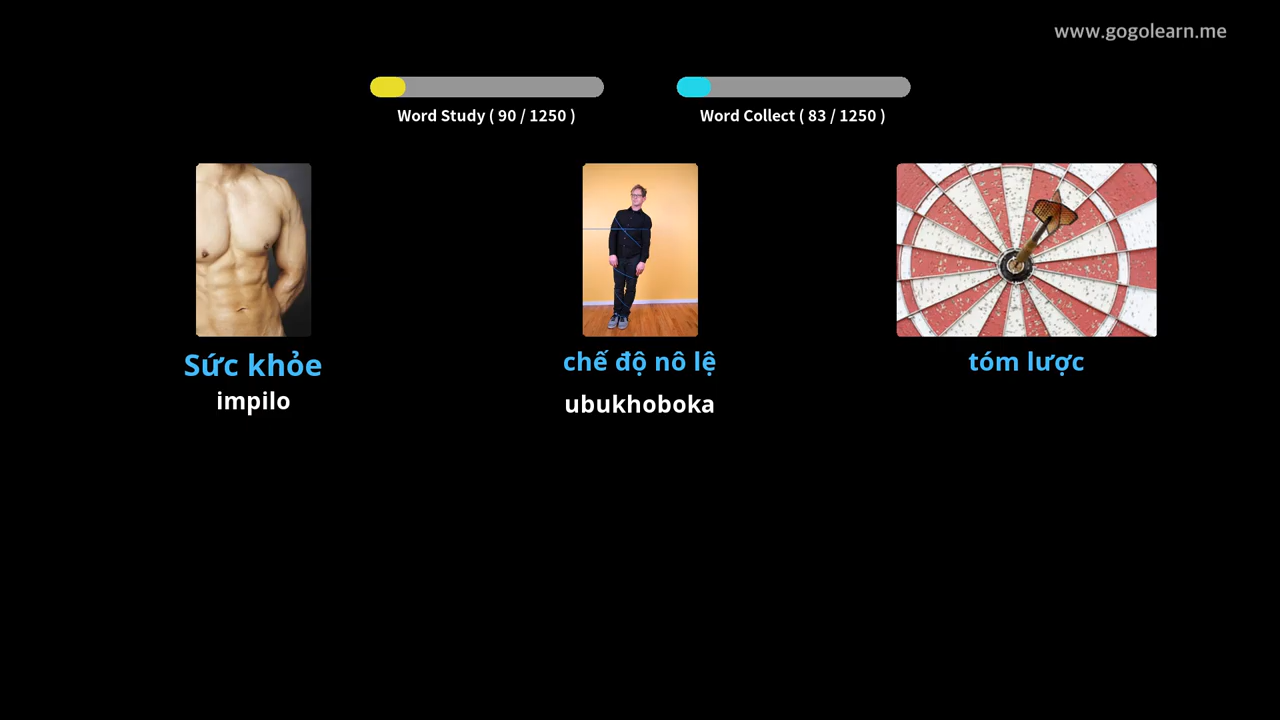 www.gogolearn.me
Word Study ( 90 / 1250 )
Word Collect ( 83 / 1250 )
Sức khỏe
impilo
chế độ nô lệ
ubukhoboka
tóm lược